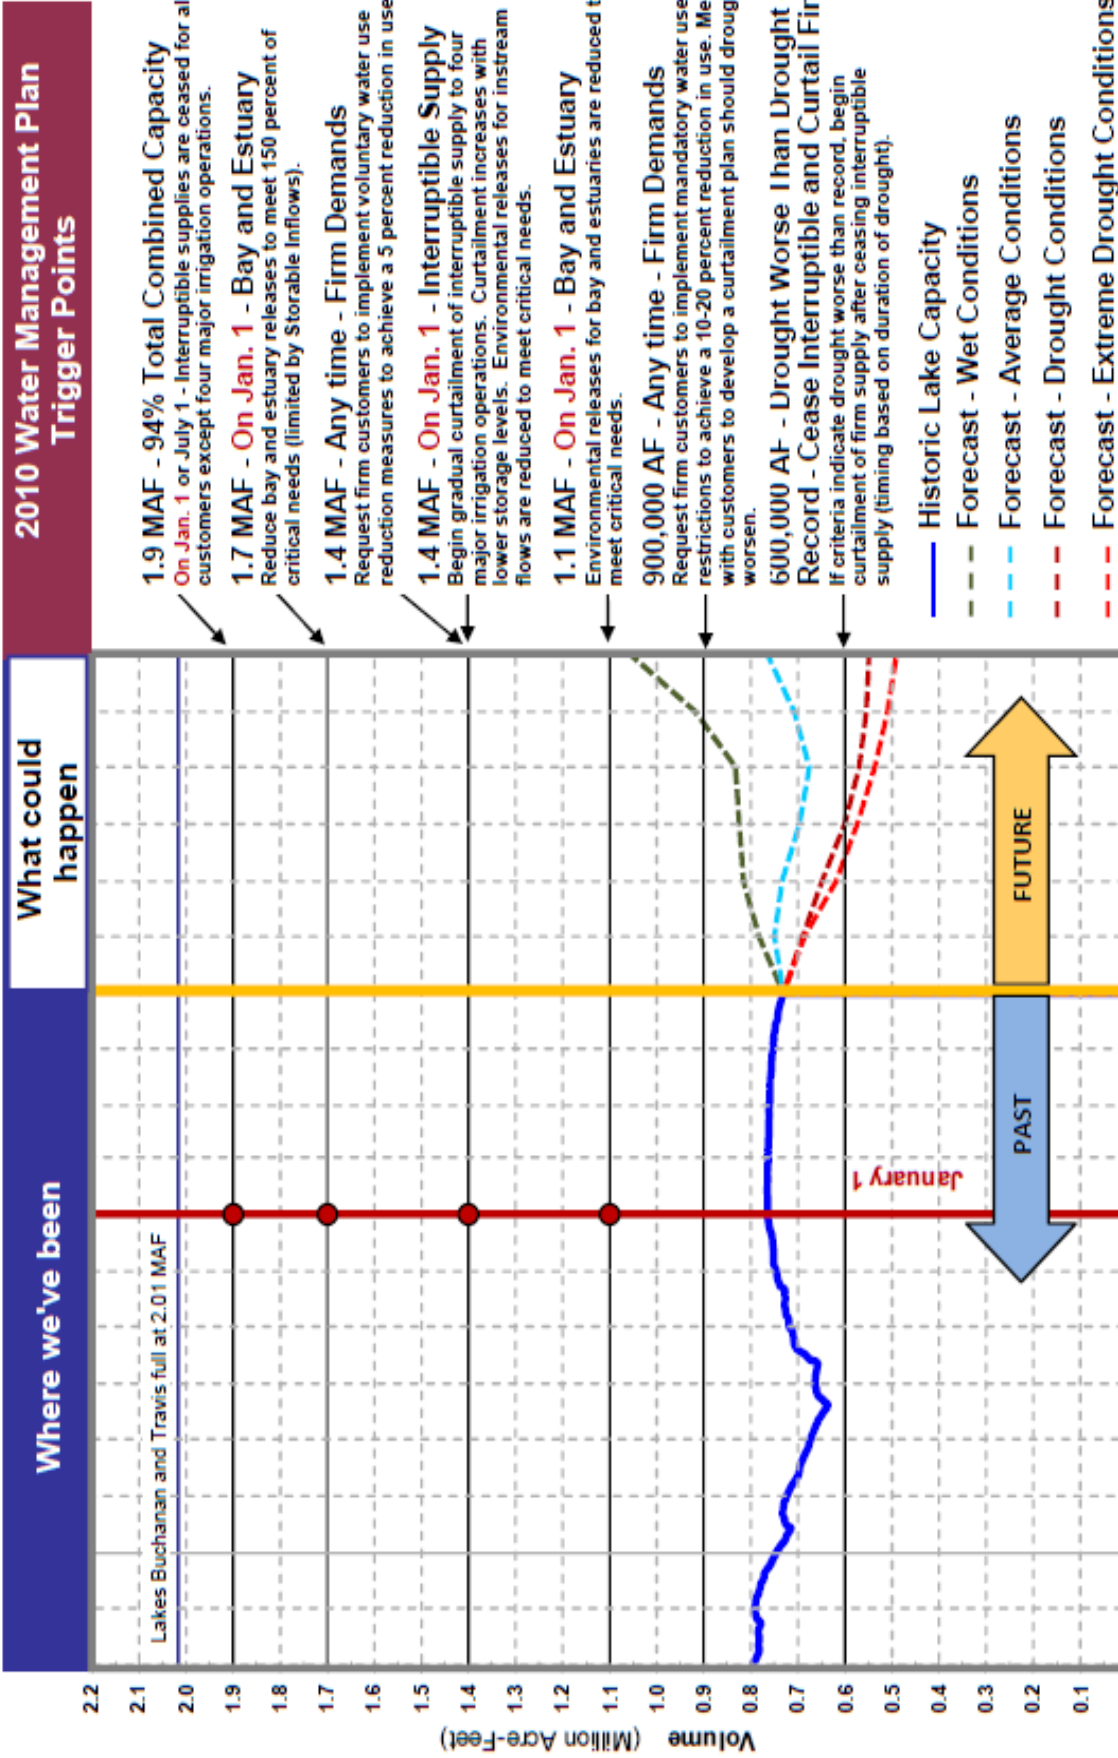 Where we've been
What could
happen
2010 Water Management Plan
Trigger Points
Lakes Buchanan and Travis full at 2.01 MAF
Volume (Million Acre-Feet)
2.2
2.1
2.0
1.9
1.8
1.7
1.6
1.5
1.4
1.3
1.2
1.1
1.0
0.9
0.8
0.7
0.6
0.5
0.4
0.3
0.2
0.1
January 1
PAST
FUTURE
1.9 MAF - 94% Total Combined Capacity
On Jan. 1 or July 1 - Interruptible supplies are ceased for al
customers except four major irrigation operations.
1.7 MAF - On Jan. 1 - Bay and Estuary
Reduce bay and estuary releases to meet 150 percent of
critical needs (limited by Storable Inflows).
1.4 MAF - Any time - Firm Demands
Request firm customers to implement voluntary water use
reduction measures to achieve a 5 percent reduction in use
1.4 MAF - On Jan. 1 - Interruptible Supply
Begin gradual curtailment of interruptible supply to four
major irrigation operations. Curtailment increases with
lower storage levels. Environmental releases for instream
flows are reduced to meet critical needs.
1.1 MAF - On Jan. 1 - Bay and Estuary
Environmental releases for bay and estuaries are reduced t
meet critical needs.
900,000 AF - Any time - Firm Demands
Request firm customers to implement mandatory water use
restrictions to achieve a 10-20 percent reduction in use. Me
with customers to develop a curtailment plan should droug
worsen.
600,000 AF - Drought Worse Than Drought
Record - Cease Interruptible and Curtail Fir
If criteria indicate drought worse than record, begin
curtailment of firm supply after ceasing interruptible
supply (timing based on duration of drought).
Historic Lake Capacity
Forecast - Wet Conditions
Forecast - Average Conditions
Forecast - Drought Conditions
Forecast - Extreme Drought Conditions